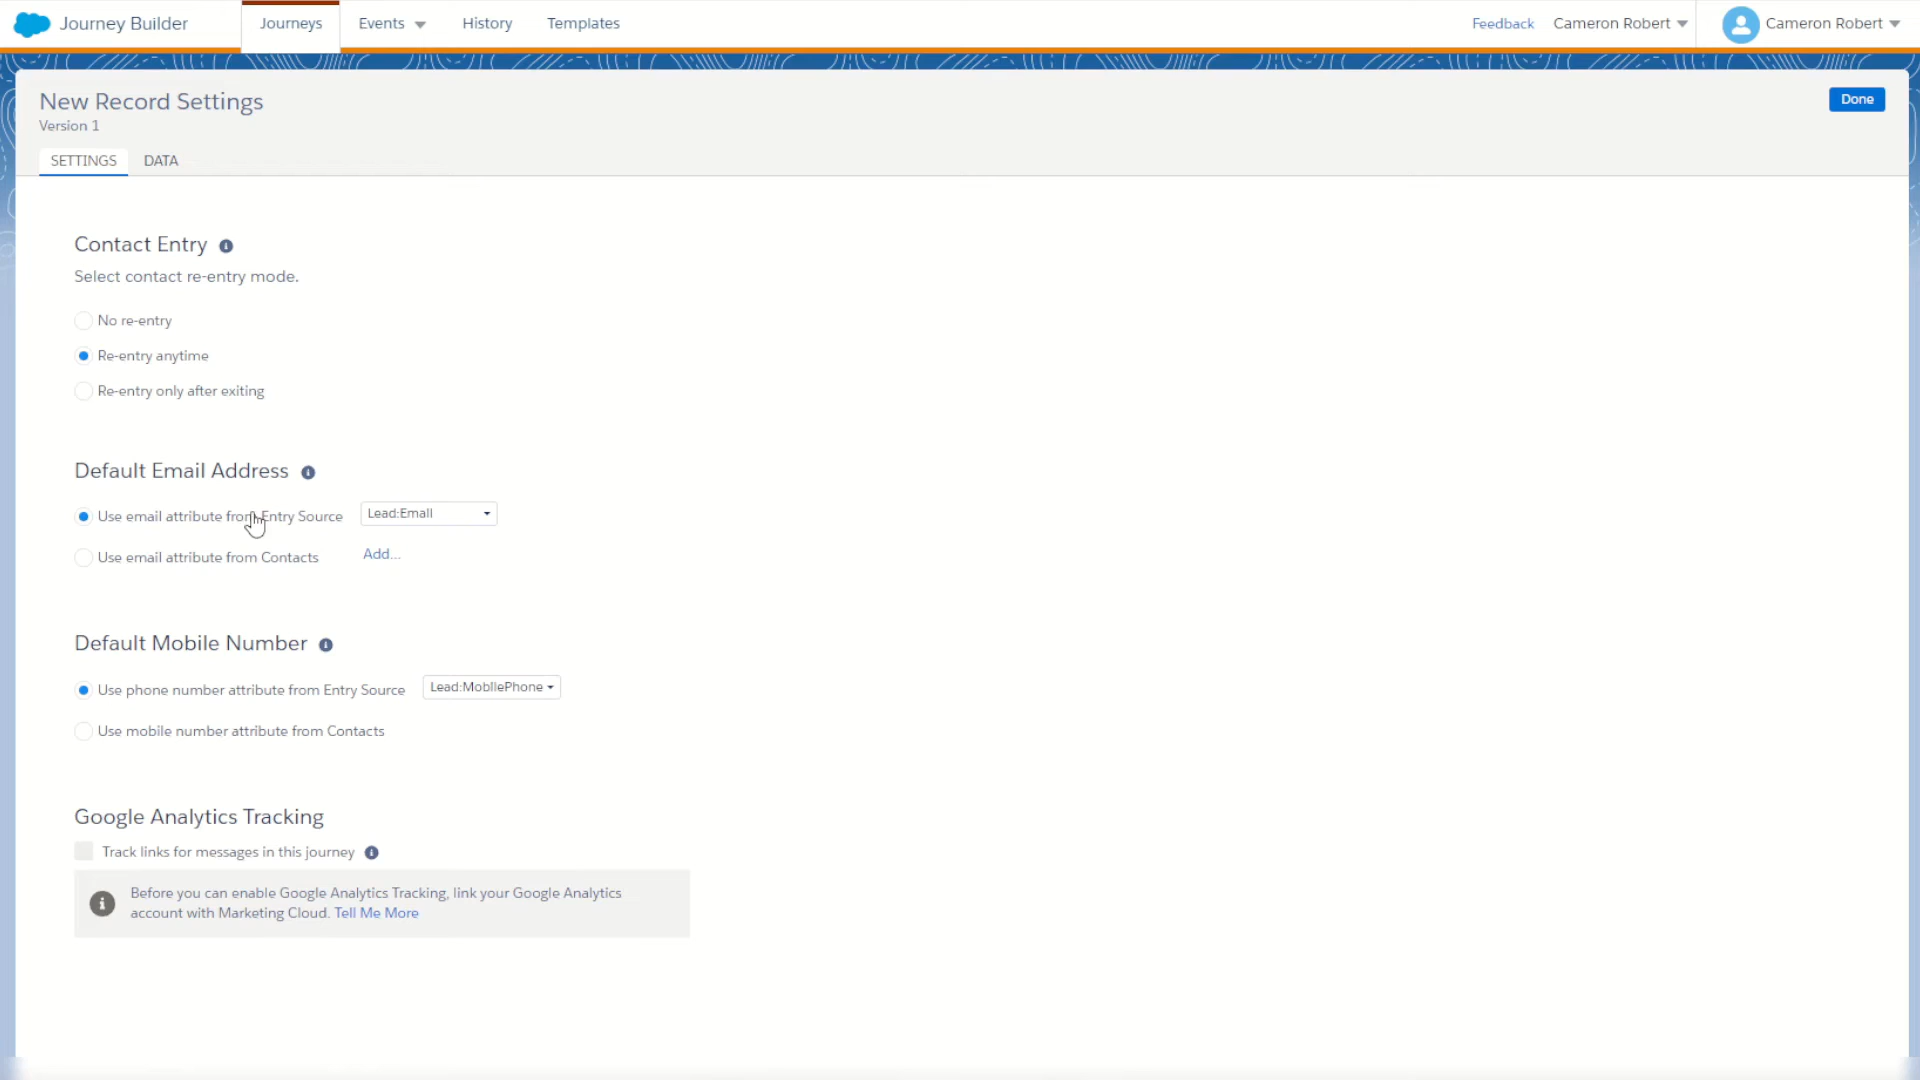 Journey Builder
Journeys
Events
History
Templates
Feedback
Cameron Robert
Cameron Robert
New Record Settings
Version 1
Done
SETTINGS
DATA
Contact Entry
Select contact re-entry mode.
No re-entry
Re-entry anytime
Re-entry only after exiting
Default Email Address
Use email attribute from Entry Source
Lead:Email
Use email attribute from Contacts
Add...
Default Mobile Number
Use phone number attribute from Entry Source
Lead:MobilePhone
Use mobile number attribute from Contacts
Google Analytics Tracking
Track links for messages in this journey
Before you can enable Google Analytics Tracking, link your Google Analytics
account with Marketing Cloud. Tell Me More